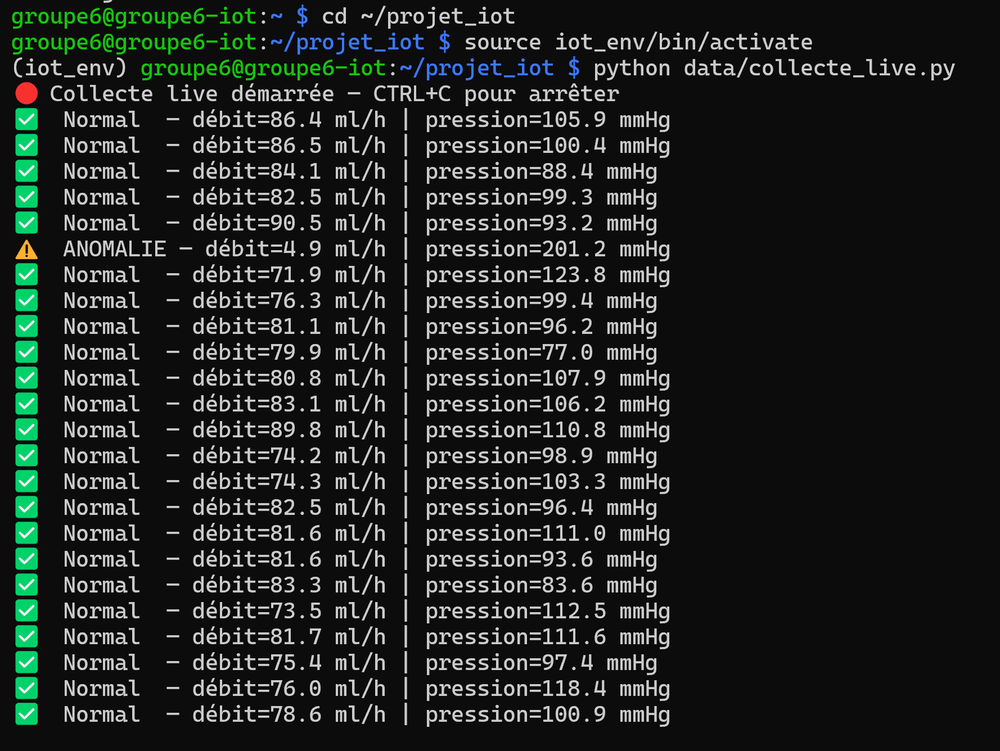 groupe6@groupe6-iot:~ $ cd ~/projet_iot
groupe6@groupe6-iot:~/projet_iot $ source iot_env/bin/activate
(iot_env) groupe6@groupe6-iot:~/projet_iot $ python data/collecte_live.py
🔴 Collecte live démarrée — CTRL+C pour arrêter
✅ Normal — débit=86.4 ml/h | pression=105.9 mmHg
✅ Normal — débit=86.5 ml/h | pression=100.4 mmHg
✅ Normal — débit=84.1 ml/h | pression=88.4 mmHg
✅ Normal — débit=82.5 ml/h | pression=99.3 mmHg
✅ Normal — débit=90.5 ml/h | pression=93.2 mmHg
⚠️ ANOMALIE — débit=4.9 ml/h | pression=201.2 mmHg
✅ Normal — débit=71.9 ml/h | pression=123.8 mmHg
✅ Normal — débit=76.3 ml/h | pression=99.4 mmHg
✅ Normal — débit=81.1 ml/h | pression=96.2 mmHg
✅ Normal — débit=79.9 ml/h | pression=77.0 mmHg
✅ Normal — débit=80.8 ml/h | pression=107.9 mmHg
✅ Normal — débit=83.1 ml/h | pression=106.2 mmHg
✅ Normal — débit=89.8 ml/h | pression=110.8 mmHg
✅ Normal — débit=74.2 ml/h | pression=98.9 mmHg
✅ Normal — débit=74.3 ml/h | pression=103.3 mmHg
✅ Normal — débit=82.5 ml/h | pression=96.4 mmHg
✅ Normal — débit=81.6 ml/h | pression=111.0 mmHg
✅ Normal — débit=81.6 ml/h | pression=93.6 mmHg
✅ Normal — débit=83.3 ml/h | pression=83.6 mmHg
✅ Normal — débit=73.5 ml/h | pression=112.5 mmHg
✅ Normal — débit=81.7 ml/h | pression=111.6 mmHg
✅ Normal — débit=75.4 ml/h | pression=97.4 mmHg
✅ Normal — débit=76.0 ml/h | pression=118.4 mmHg
✅ Normal — débit=78.6 ml/h | pression=100.9 mmHg